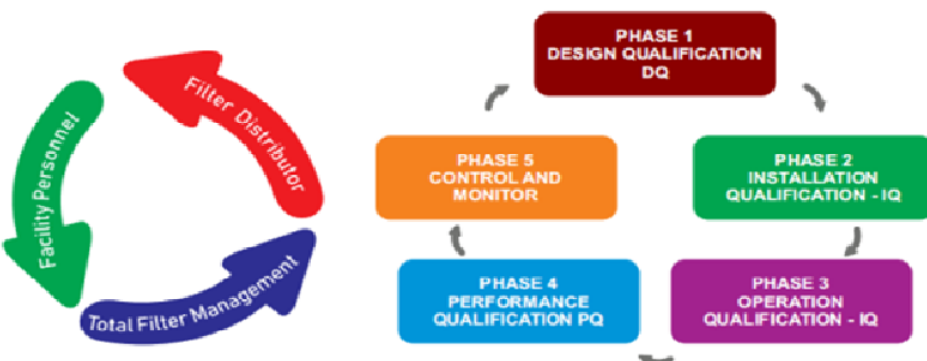 Filter Distributor
Facility Personnel
Total Filter Management
PHASE 1
DESIGN QUALIFICATION
DQ
PHASE 2
INSTALLATION
QUALIFICATION - IQ
PHASE 3
OPERATION
QUALIFICATION - IQ
PHASE 4
PERFORMANCE
QUALIFICATION PQ
PHASE 5
CONTROL AND
MONITOR